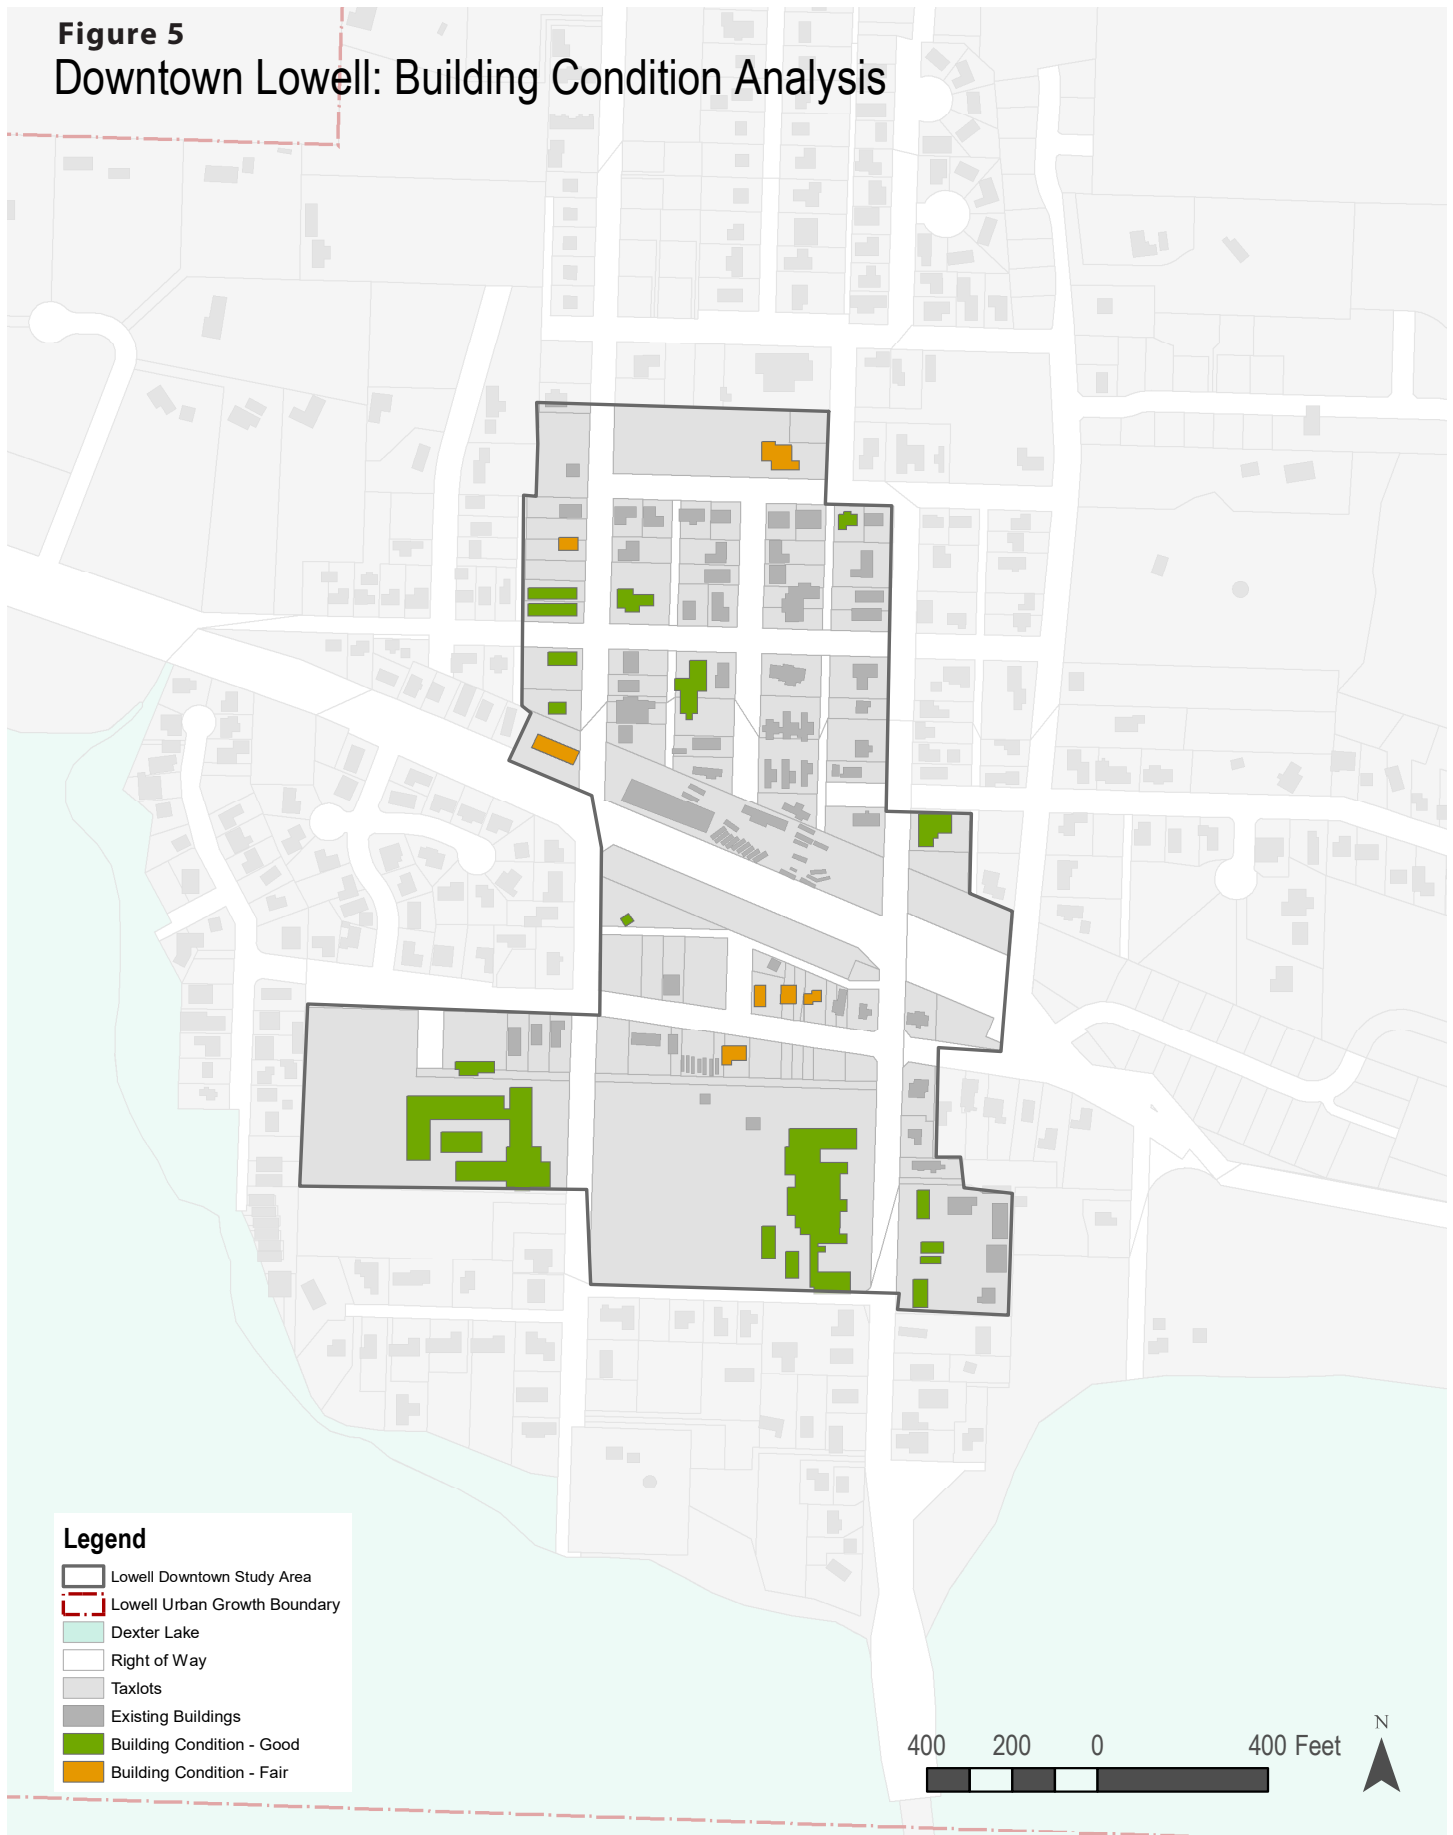 Figure 5
Downtown Lowell: Building Condition Analysis
Legend
Lowell Downtown Study Area
Lowell Urban Growth Boundary
Dexter Lake
Right of Way
Taxlots
Existing Buildings
Building Condition - Good
Building Condition - Fair
400 200 0 400 Feet
N